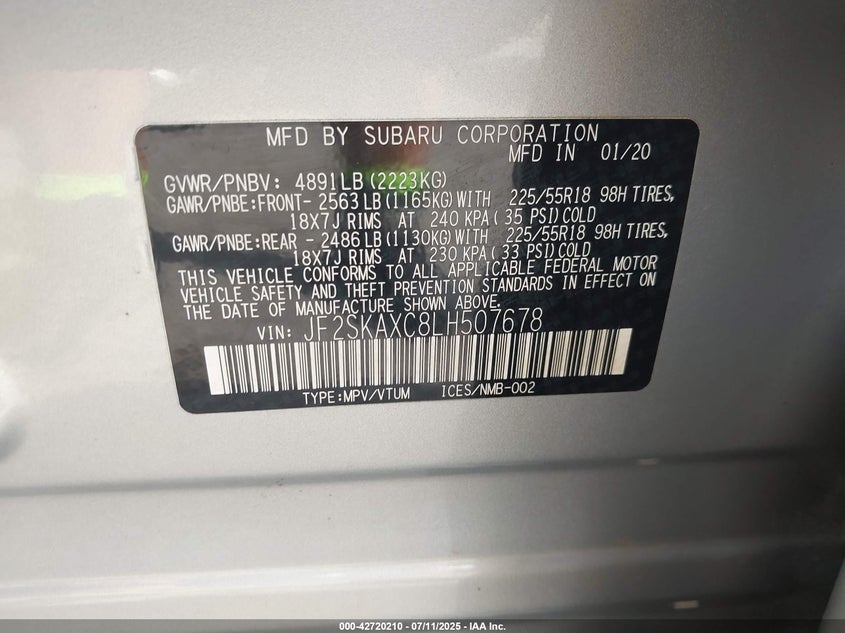 MFD BY SUBARU CORPORATION
MFD IN 01/20
GVWR/PNBV: 4891LB(2223KG)
GAWR/PNBE:FRONT- 2563 LB(1165KG)WITH 225/55R18 98H TIRES,
18X7J RIMS AT 240 KPA( 35 PSI)COLD
GAWR/PNBE:REAR - 2486 LB(1130KG)WITH 225/55R18 98H TIRES,
18X7J RIMS AT 230 KPA( 33 PSI)COLD
THIS VEHICLE CONFORMS TO ALL APPLICABLE FEDERAL MOTOR
VEHICLE SAFETY AND THEFT PREVENTION STANDARDS IN EFFECT ON
THE DATE OF MANUFACTURE SHOWN ABOVE.
VIN: JF2SKAXC8LH507678
TYPE:MPV/VTUM ICES/NMB-002
000-42720210 - 07/11/2025 - IAA Inc.